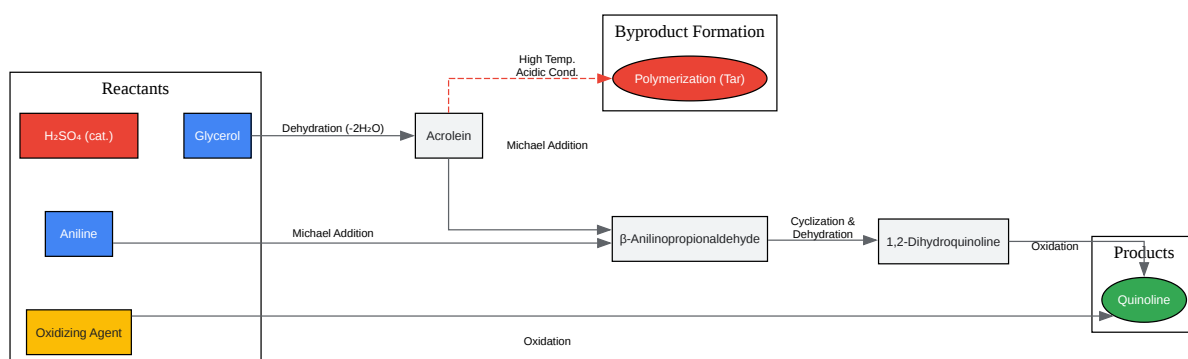 Byproduct Formation
High Temp.
Acidic Cond.
Polymerization (Tar)
Reactants
H₂SO₄ (cat.)
Glycerol
Dehydration (-2H₂O)
Acrolein
Michael Addition
Aniline
Michael Addition
β-Anilinopropionaldehyde
Cyclization &
Dehydration
1,2-Dihydroquinoline
Oxidation
Products
Quinoline
Oxidizing Agent
Oxidation